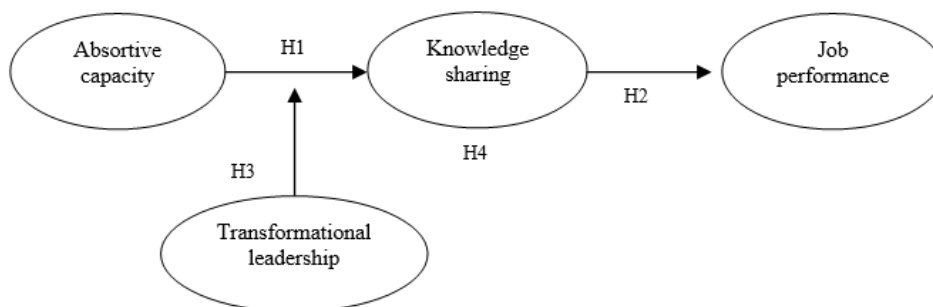 Absortive
capacity
H1
Knowledge
sharing
Job
performance
H2
H4
H3
Transformational
leadership